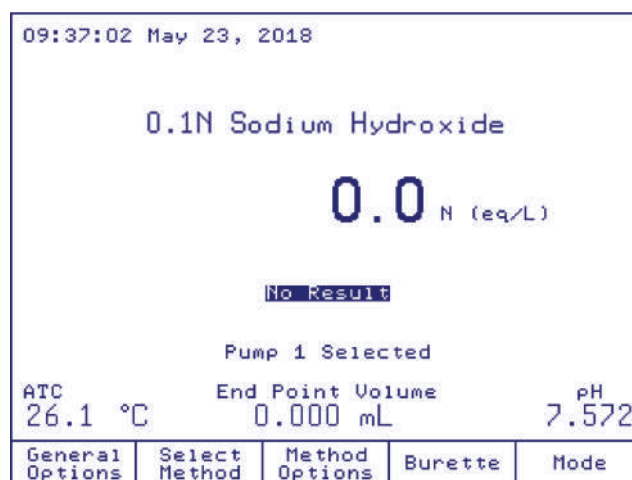 09:37:02 May 23, 2018
0.1N Sodium Hydroxide
0.0 N (eq/L)
No Result
Pump 1 Selected
ATC End Point Volume pH
26.1 °C 0.000 mL 7.572
General Select Method Burette Mode
Options Method Options